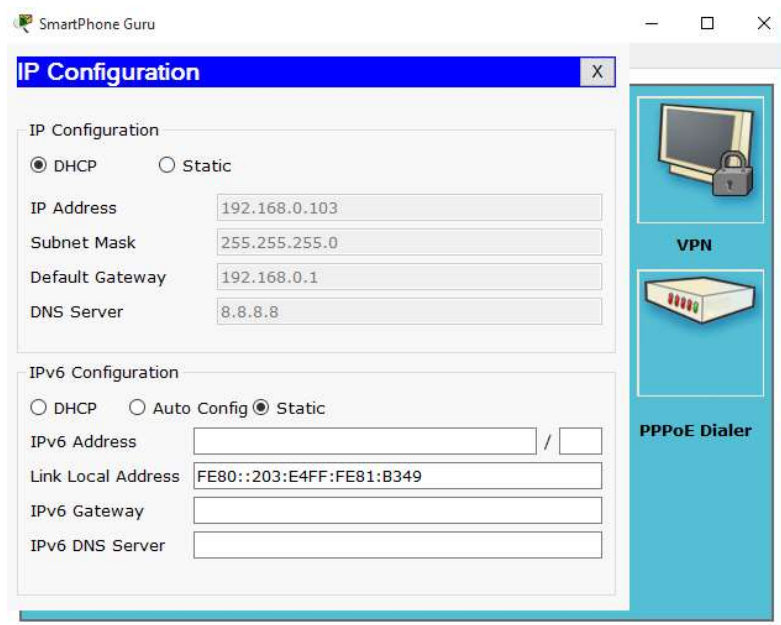 SmartPhone Guru
IP Configuration X
IP Configuration
DHCP Static
IP Address 192.168.0.103
Subnet Mask 255.255.255.0
Default Gateway 192.168.0.1
DNS Server 8.8.8.8
IPv6 Configuration
DHCP Auto Config Static
IPv6 Address /
Link Local Address FE80::203:E4FF:FE81:B349
IPv6 Gateway
IPv6 DNS Server
VPN
PPPoE Dialer